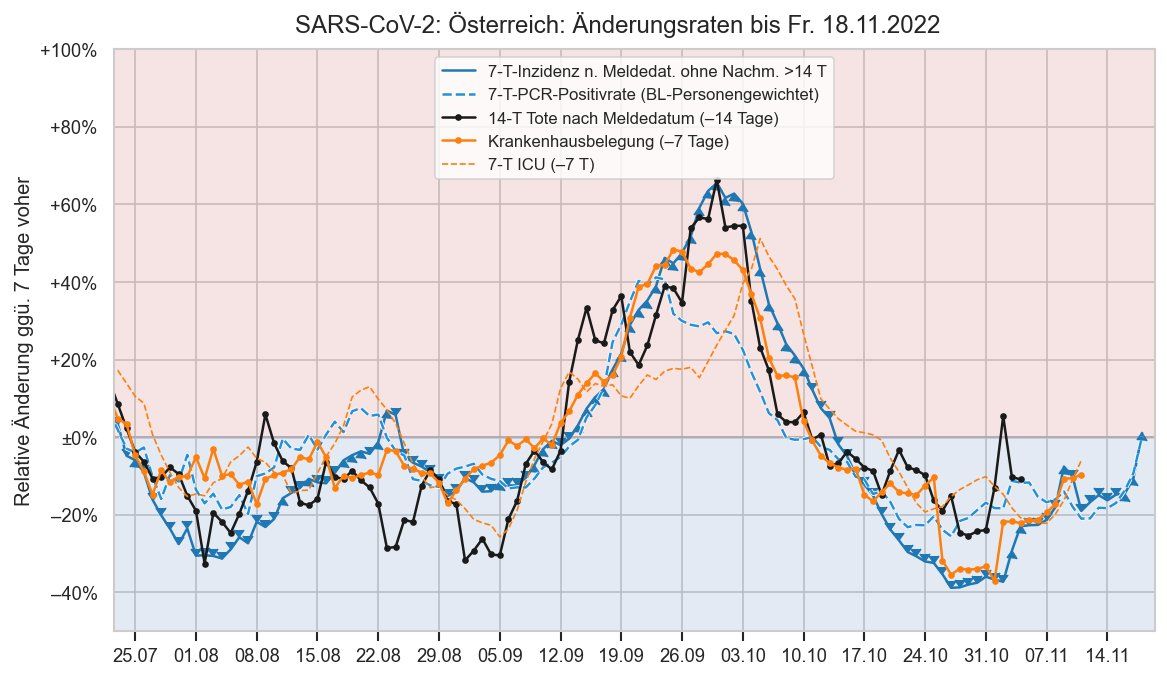 SARS-CoV-2: Österreich: Änderungsraten bis Fr. 18.11.2022
Relative Änderung ggü. 7 Tage voher
+100%
+80%
+60%
+40%
+20%
±0%
–20%
–40%
7-T-Inzidenz n. Meldedat. ohne Nachm. >14 T
7-T-PCR-Positivrate (BL-Personengewichtet)
14-T Tote nach Meldedatum (–14 Tage)
Krankenhausbelegung (–7 Tage)
7-T ICU (–7 T)
25.07 01.08 08.08 15.08 22.08 29.08 05.09 12.09 19.09 26.09 03.10 10.10 17.10 24.10 31.10 07.11 14.11